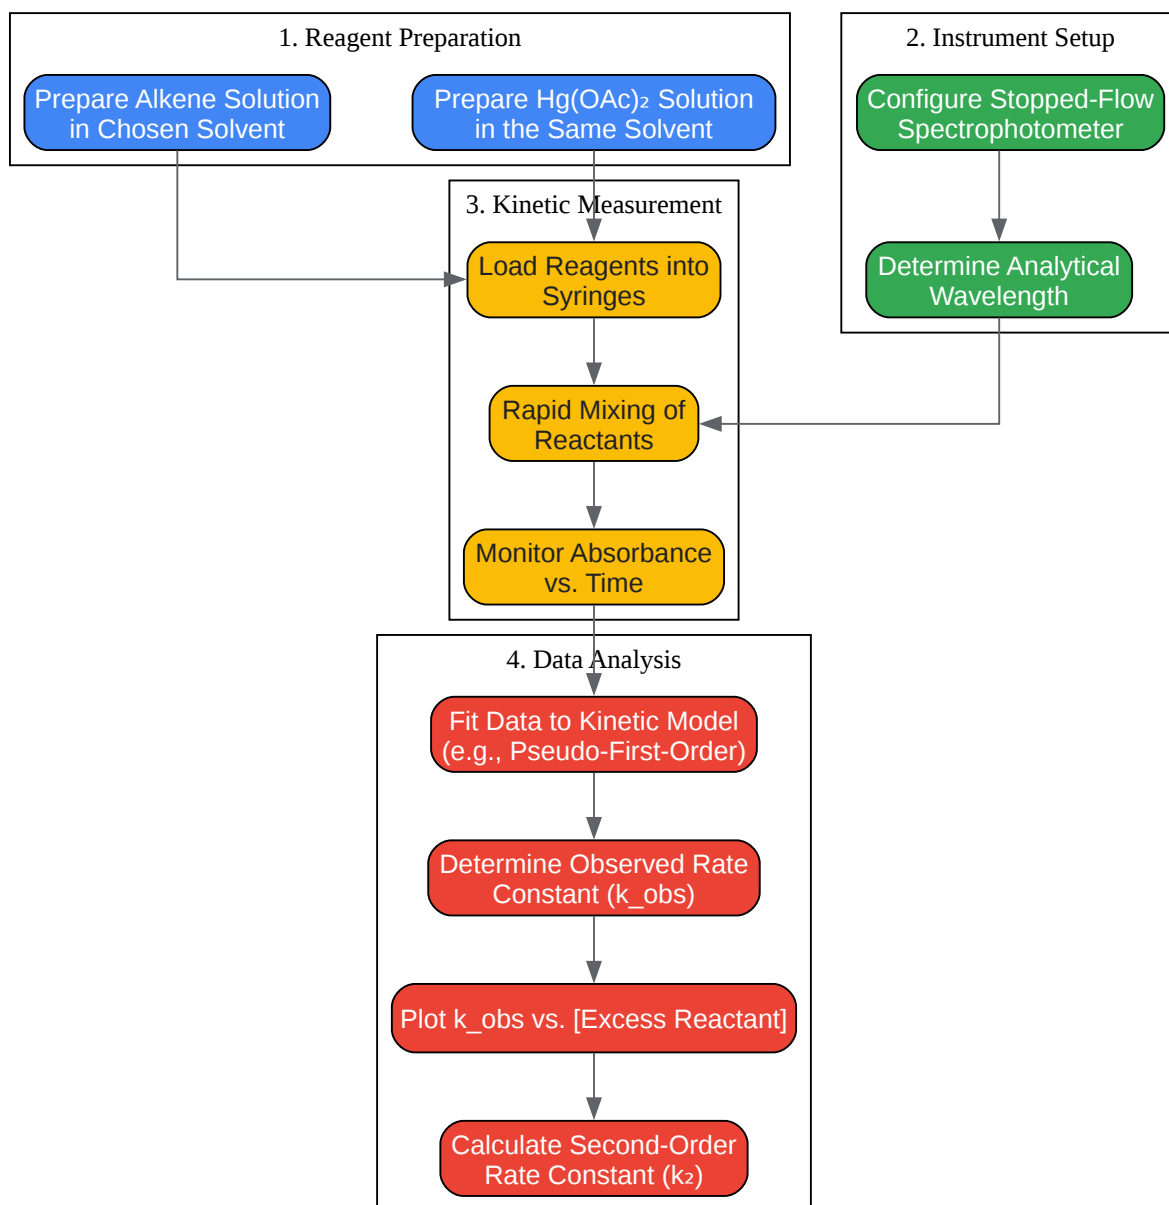 1. Reagent Preparation
Prepare Alkene Solution
in Chosen Solvent
Prepare Hg(OAc)₂ Solution
in the Same Solvent
2. Instrument Setup
Configure Stopped-Flow
Spectrophotometer
Determine Analytical
Wavelength
3. Kinetic Measurement
Load Reagents into
Syringes
Rapid Mixing of
Reactants
Monitor Absorbance
vs. Time
4. Data Analysis
Fit Data to Kinetic Model
(e.g., Pseudo-First-Order)
Determine Observed Rate
Constant (k_obs)
Plot k_obs vs. [Excess Reactant]
Calculate Second-Order
Rate Constant (k₂)